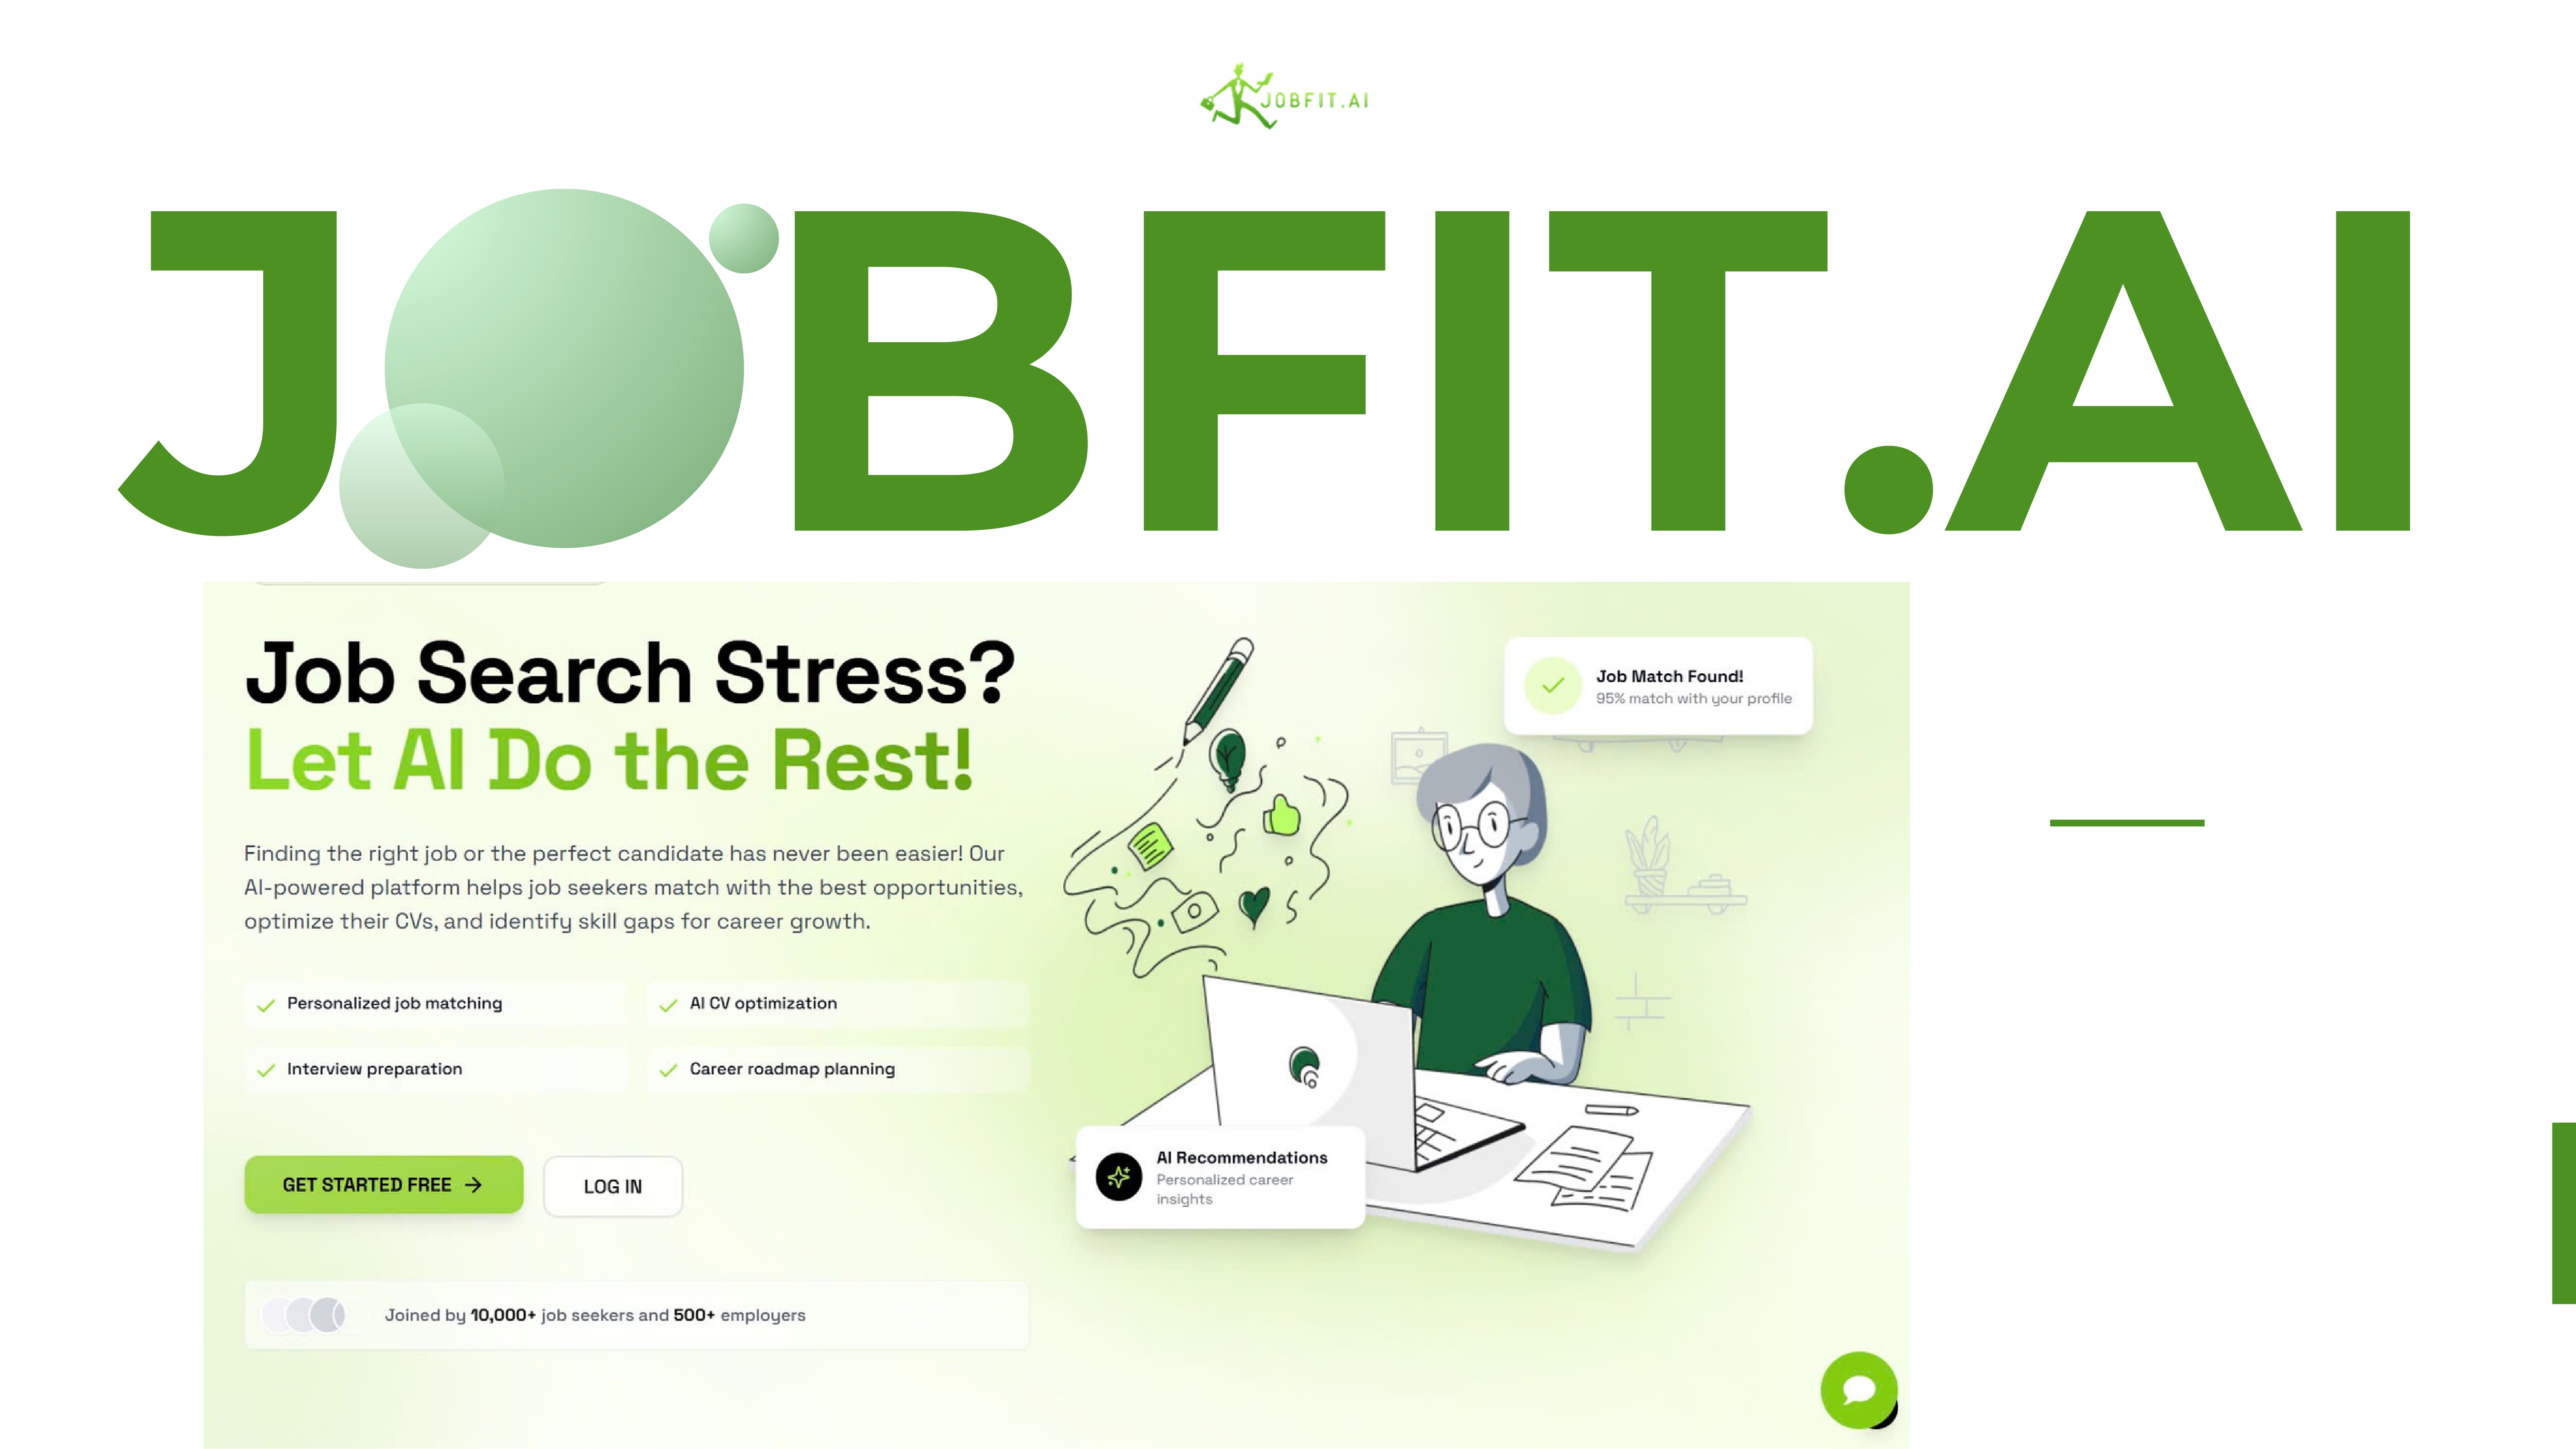 JOBFIT.AI
JOBFIT.AI
Job Search Stress?
Let AI Do the Rest!
Finding the right job or the perfect candidate has never been easier! Our
AI-powered platform helps job seekers match with the best opportunities,
optimize their CVs, and identify skill gaps for career growth.
Personalized job matching
AI CV optimization
Interview preparation
Career roadmap planning
GET STARTED FREE →
LOG IN
Joined by 10,000+ job seekers and 500+ employers
Job Match Found!
95% match with your profile
AI Recommendations
Personalized career
insights